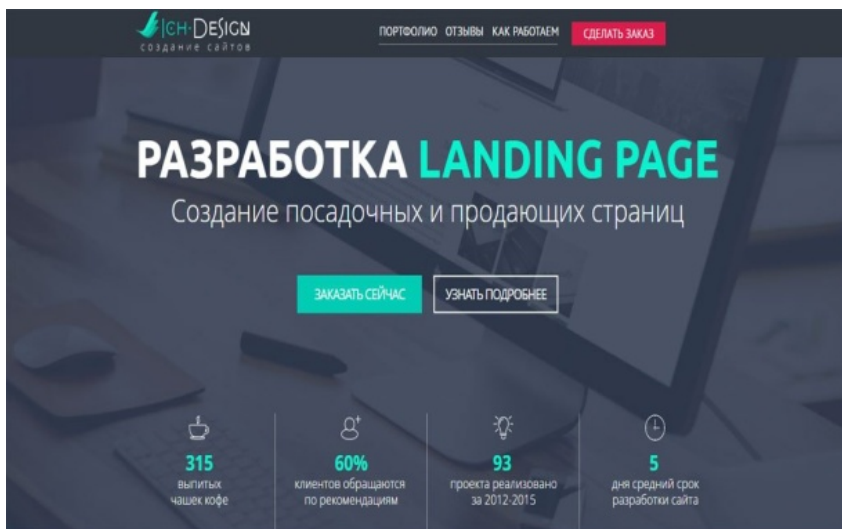 ICH-DESIGN
создание сайтов
ПОРТФОЛИО ОТЗЫВЫ КАК РАБОТАЕМ СДЕЛАТЬ ЗАКАЗ
РАЗРАБОТКА LANDING PAGE
Создание посадочных и продающих страниц
ЗАКАЗАТЬ СЕЙЧАС УЗНАТЬ ПОДРОБНЕЕ
315
выпитых
чашек кофе
60%
клиентов обращаются
по рекомендациям
93
проекта реализовано
за 2012-2015
5
дня средний срок
разработки сайта